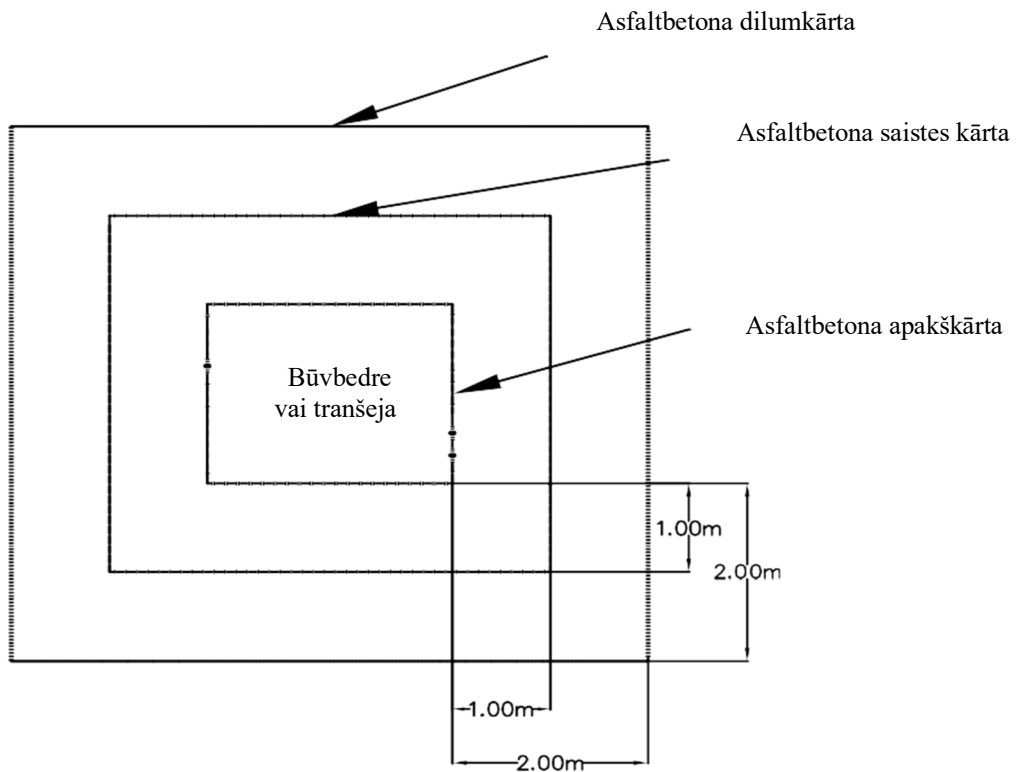 Asfaltbetona dilumkārta
Asfaltbetona saistes kārta
Asfaltbetona apakškārta
Būvbedre
vai tranšeja
1.00m
2.00m
1.00m
2.00m